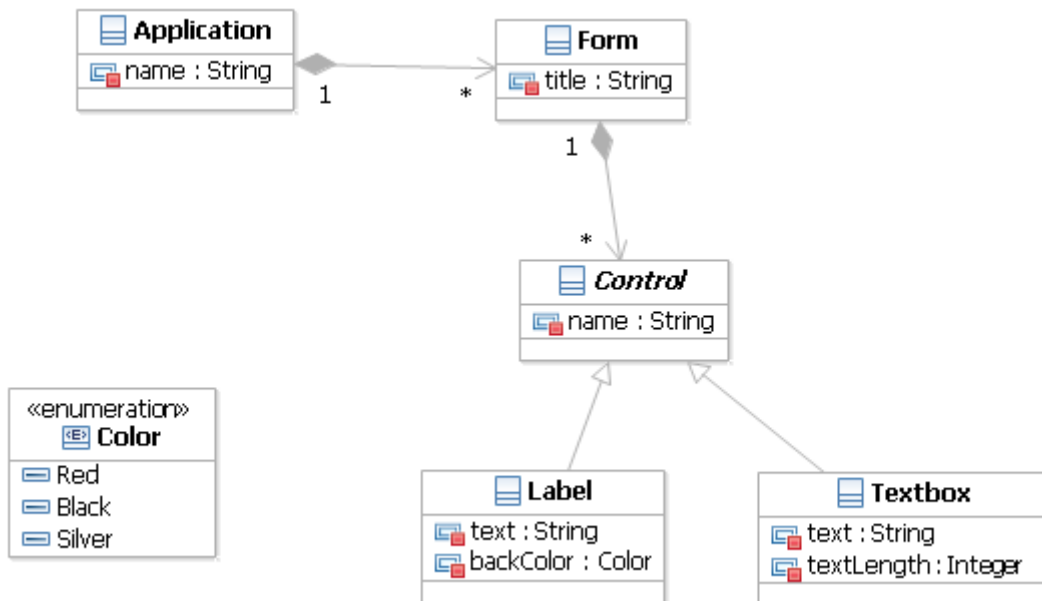 Application
name : String
1
*
Form
title : String
1
*
Control
name : String
«enumeration»
<E> Color
Red
Black
Silver
Label
text : String
backColor : Color
Textbox
text : String
textLength : Integer